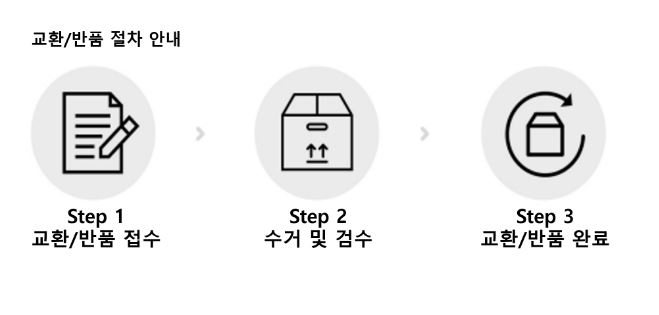 교환/반품 절차 안내
Step 1
교환/반품 접수
Step 2
수거 및 검수
Step 3
교환/반품 완료